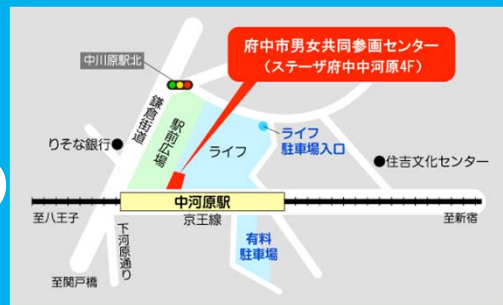 府中市男女共同参画センター
（ステーザ府中中河原4F）
中川原駅北
鎌倉街道
駅前広場
ライフ
ライフ
駐車場入口
りそな銀行
住吉文化センター
中河原駅
至八王子
京王線
至新宿
下河原通り
有料
駐車場
至関戸橋